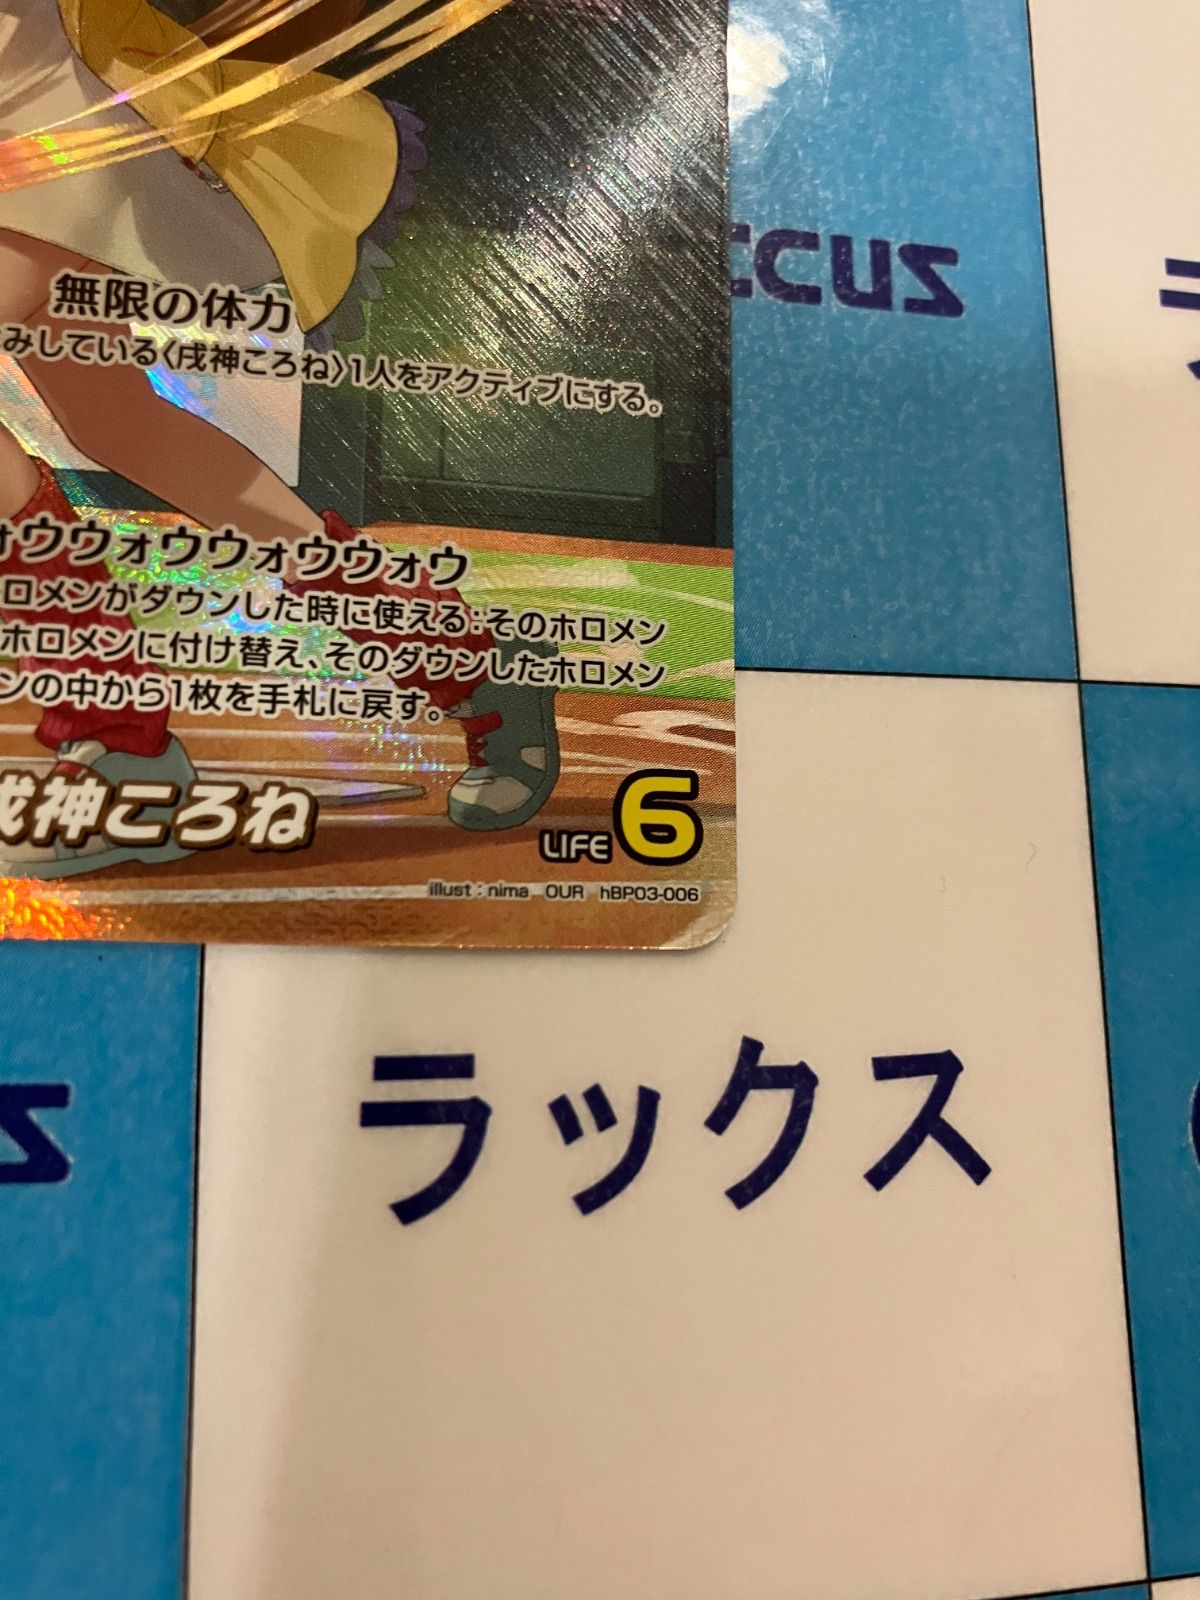 無限の体力
みしている〈戌神ころね〉1人をアクティブにする。
ォウウォウウォウウォウ
ロメンがダウンした時に使える:そのホロメン
ホロメンに付け替え、そのダウンしたホロメン
ンの中から1枚を手札に戻す。
戌神ころね
LIFE 6
illust : nima OUR hBP03-006
ラックス